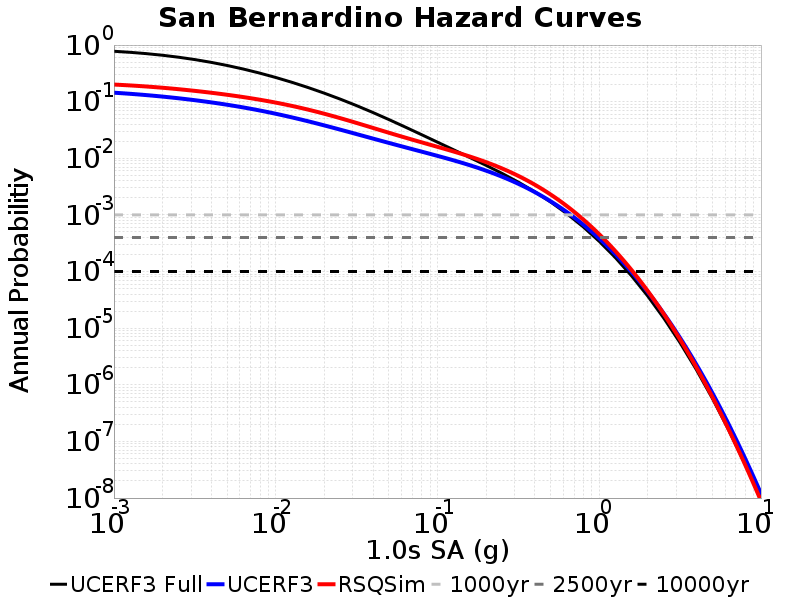 San Bernardino Hazard Curves
Annual Probabilitiy
10^0
10^-1
10^-2
10^-3
10^-4
10^-5
10^-6
10^-7
10^-8
10^-3 10^-2 10^-1 10^0 10^1
1.0s SA (g)
UCERF3 Full UCERF3 RSQSim 1000yr 2500yr 10000yr